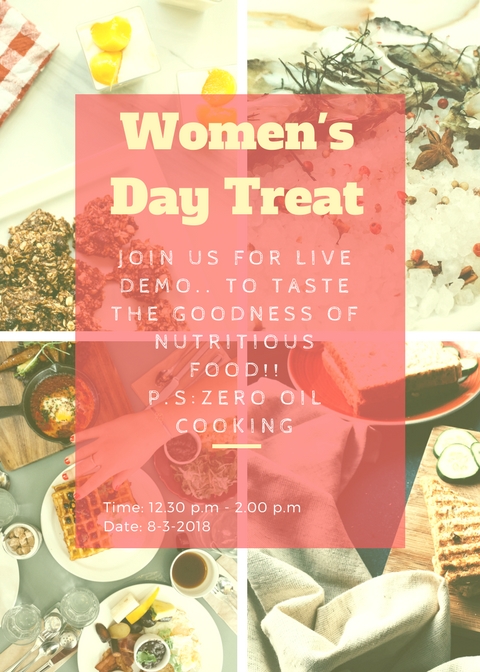 Women's
Day Treat
JOIN US FOR LIVE
DEMO.. TO TASTE
THE GOODNESS OF
NUTRITIOUS
FOOD!!
P.S:ZERO OIL
COOKING
Time: 12.30 p.m - 2.00 p.m
Date: 8-3-2018